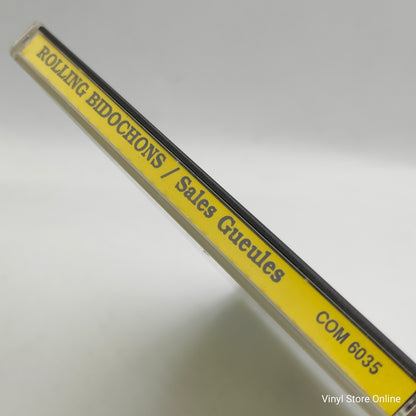 ROLLING BIDOCHONS / Sales Gueules COM 6035
Vinyl Store Online